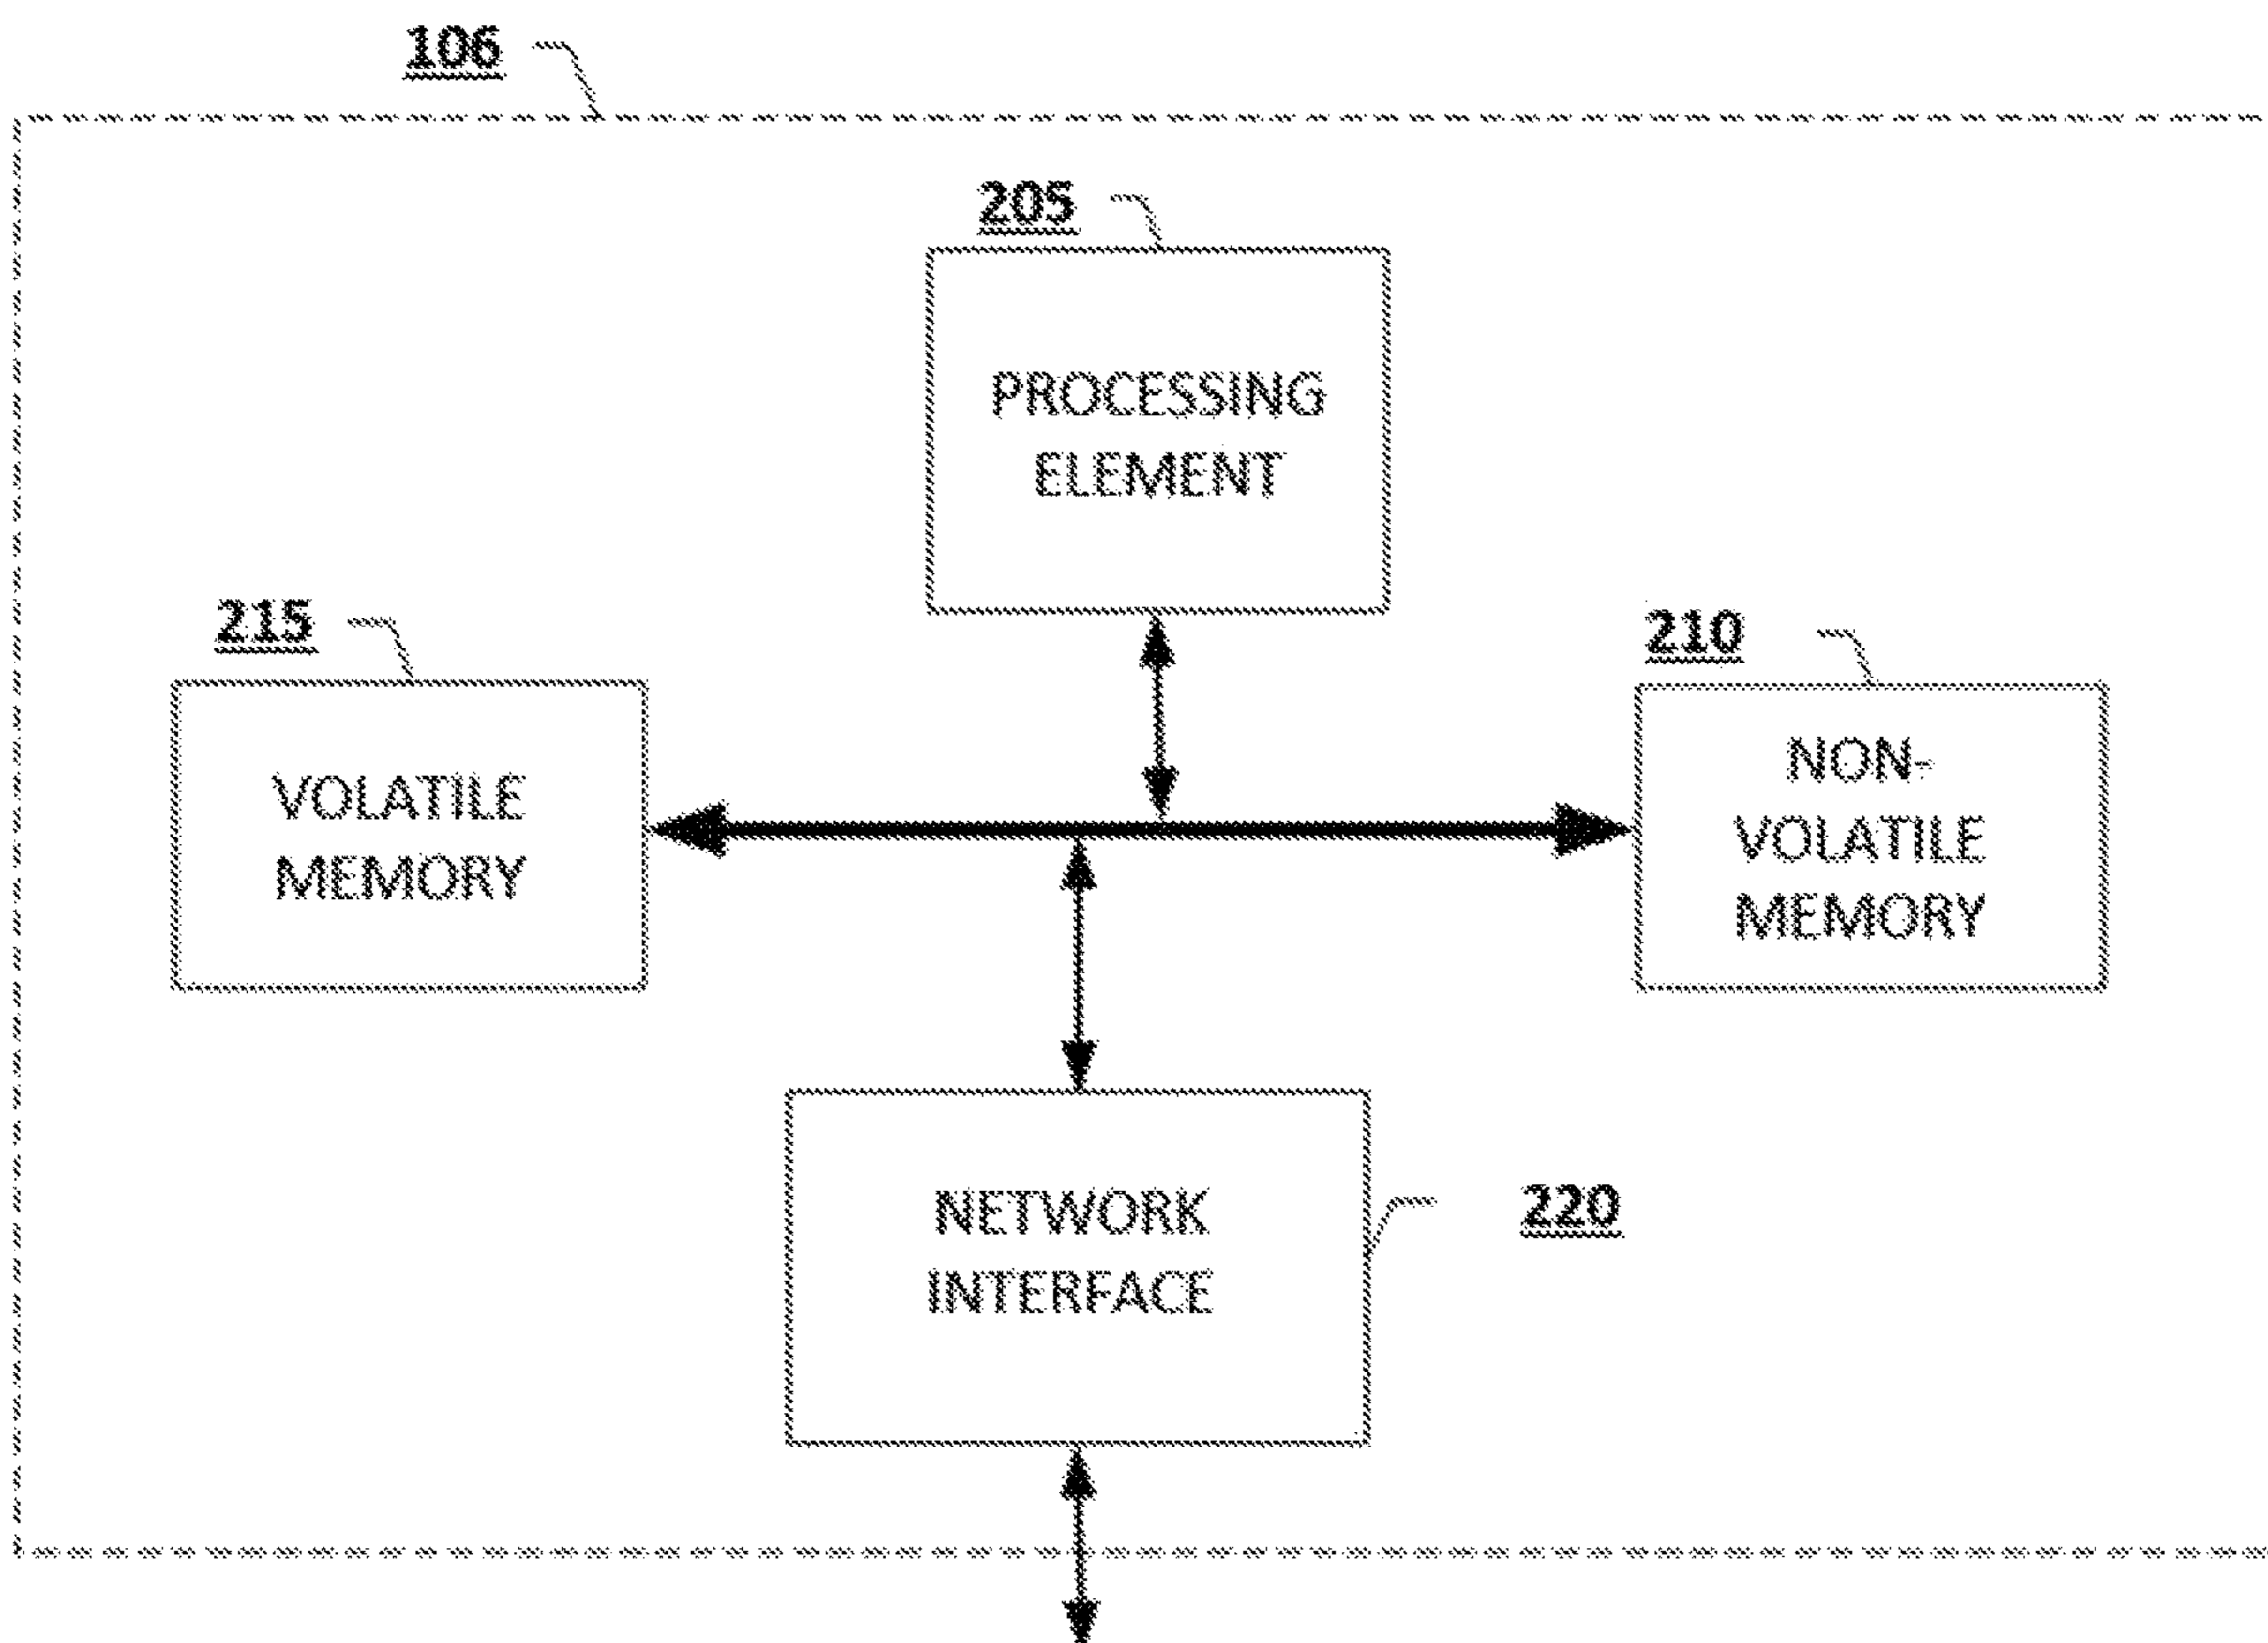 106
205
PROCESSING
ELEMENT
215
VOLATILE
MEMORY
210
NON-
VOLATILE
MEMORY
NETWORK
INTERFACE
220